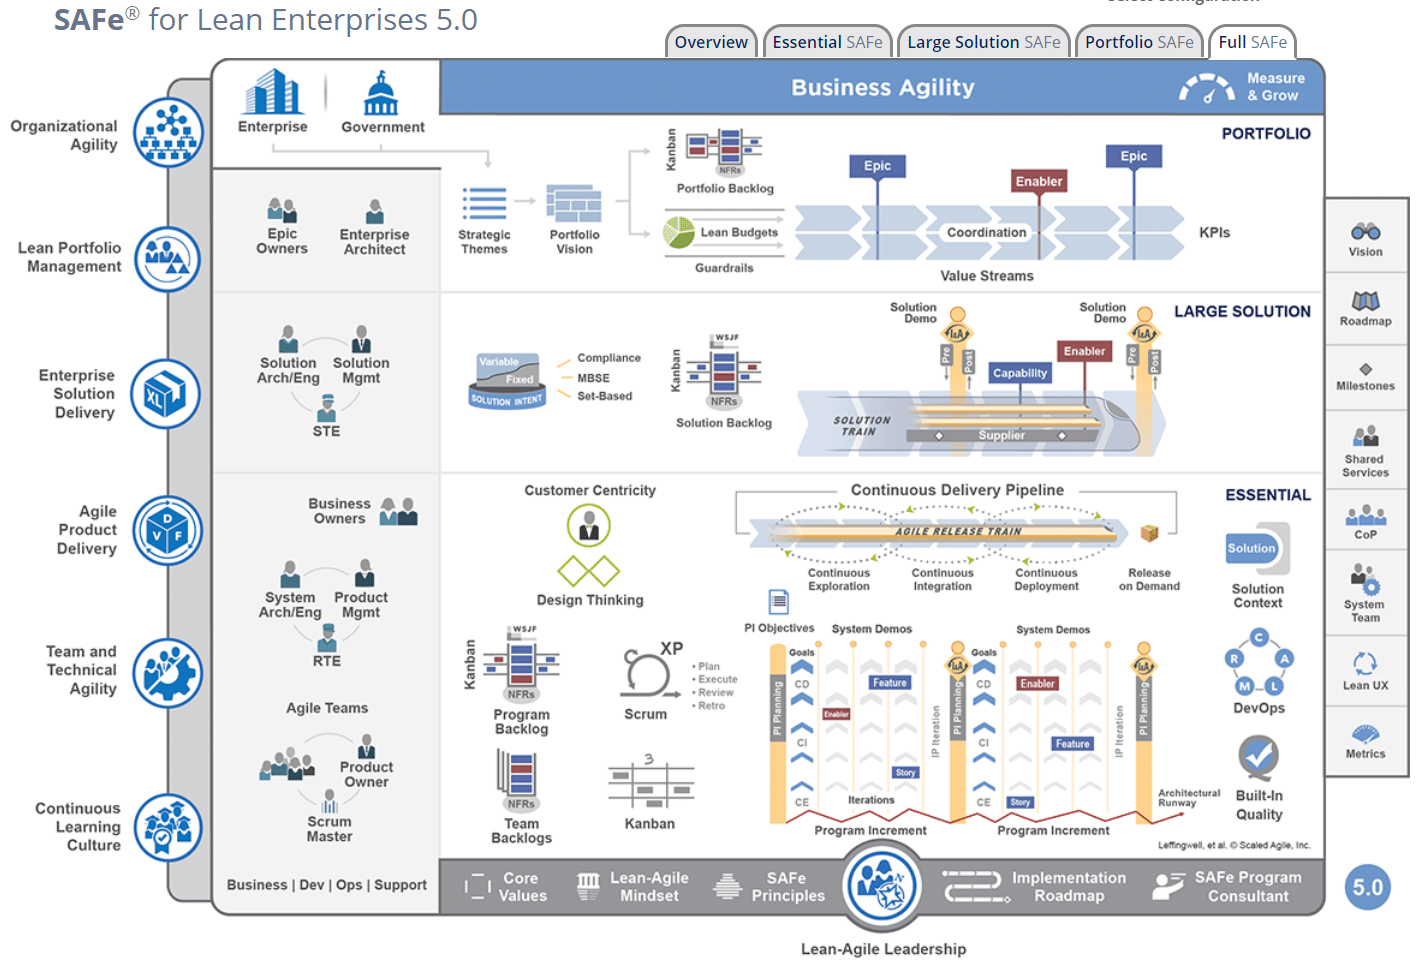 SAFe® for Lean Enterprises 5.0
Overview
Essential SAFe
Large Solution SAFe
Portfolio SAFe
Full SAFe
Organizational
Agility
Lean Portfolio
Management
Enterprise
Solution
Delivery
XL
Agile
Product
Delivery
D
V F
Team and
Technical
Agility
Continuous
Learning
Culture
Enterprise
Government
Business Agility
Measure
& Grow
PORTFOLIO
Epic
Owners
Enterprise
Architect
Strategic
Themes
Portfolio
Vision
Kanban
NFRs
Portfolio Backlog
Lean Budgets
Guardrails
Epic
Enabler
Epic
Coordination
KPIs
Value Streams
LARGE SOLUTION
Solution
Arch/Eng
Solution
Mgmt
STE
Variable
Fixed
SOLUTION INTENT
Compliance
MBSE
Set-Based
WSJF
Kanban
NFRs
Solution Backlog
Solution
Demo
I&A
Pre
Post
Capability
Enabler
Solution
Demo
I&A
Pre
Post
SOLUTION
TRAIN
Supplier
ESSENTIAL
Business
Owners
System
Arch/Eng
Product
Mgmt
RTE
Agile Teams
Product
Owner
Scrum
Master
Business | Dev | Ops | Support
Customer Centricity
Design Thinking
Continuous Delivery Pipeline
AGILE RELEASE TRAIN
Continuous
Exploration
Continuous
Integration
Continuous
Deployment
Release
on Demand
Solution
Solution
Context
PI Objectives
WSJF
Kanban
NFRs
Program
Backlog
XP
Scrum
• Plan
• Execute
• Review
• Retro
NFRs
Team
Backlogs
3
Kanban
System Demos
System Demos
Goals
Goals
I&A
I&A
PI Planning
CD
CI
CE
Enabler
Feature
Story
IP Iteration
Iterations
PI Planning
CD
CI
CE
Enabler
Feature
Story
IP Iteration
PI Planning
Architectural
Runway
Program Increment
Program Increment
C
R A
M L
DevOps
Built-In
Quality
Leffingwell, et al. © Scaled Agile, Inc.
Core
Values
Lean-Agile
Mindset
SAFe
Principles
Implementation
Roadmap
SAFe Program
Consultant
Lean-Agile Leadership
Vision
Roadmap
Milestones
Shared
Services
CoP
System
Team
Lean UX
Metrics
5.0